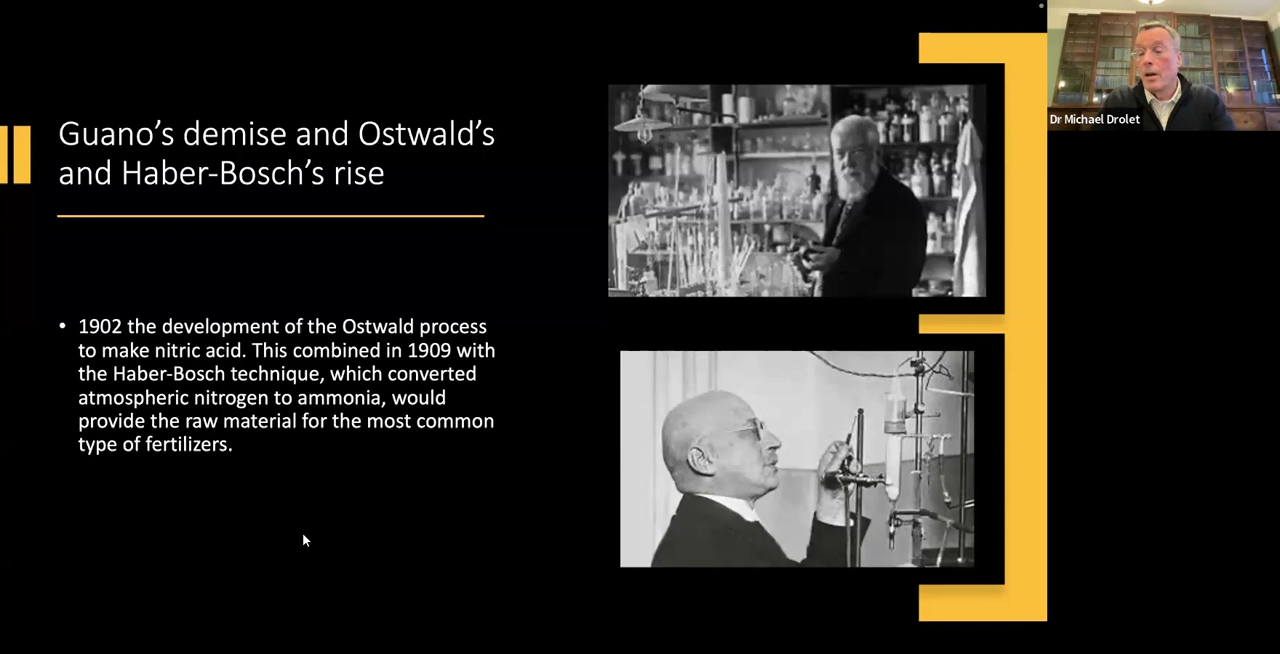 Guano’s demise and Ostwald’s
and Haber-Bosch’s rise
• 1902 the development of the Ostwald process
to make nitric acid. This combined in 1909 with
the Haber-Bosch technique, which converted
atmospheric nitrogen to ammonia, would
provide the raw material for the most common
type of fertilizers.
Dr Michael Drolet